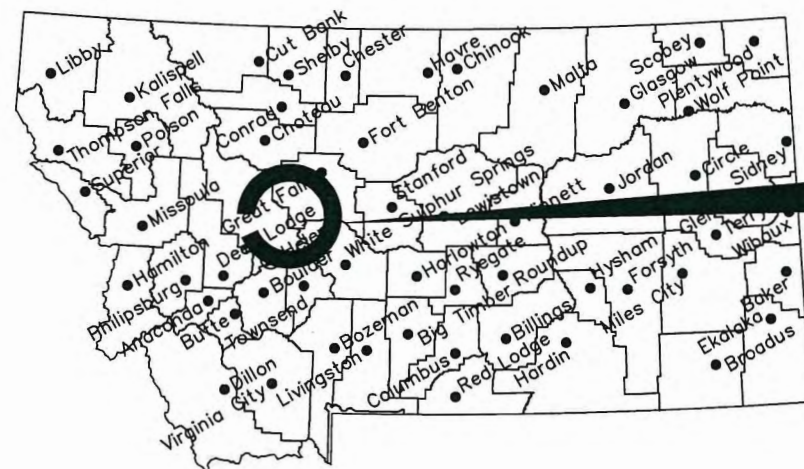 Libby
Kalispell
Cut Bank
Shelby
Chester
Havre
Chinook
Malta
Scobey
Glasgow
Plentywood
Wolf Point
Thompson Falls
Polson
Superior
Conrad
Choteau
Fort Benton
Missoula
Great Fall
Stanford
White Sulphur Springs
Lewistown
Jordan
Circle
Sidney
Terry
Wibaux
Hamilton
Philipsburg
Anaconda
Butte
Boulder
Townsend
Harlowton
Ryegate
Roundup
Big Timber
Hysham
Forsyth
Miles City
Baker
Ekalaka
Broadus
Bozeman
Livingston
Billings
Columbus
Red Lodge
Hardin
Dillon
Virginia City